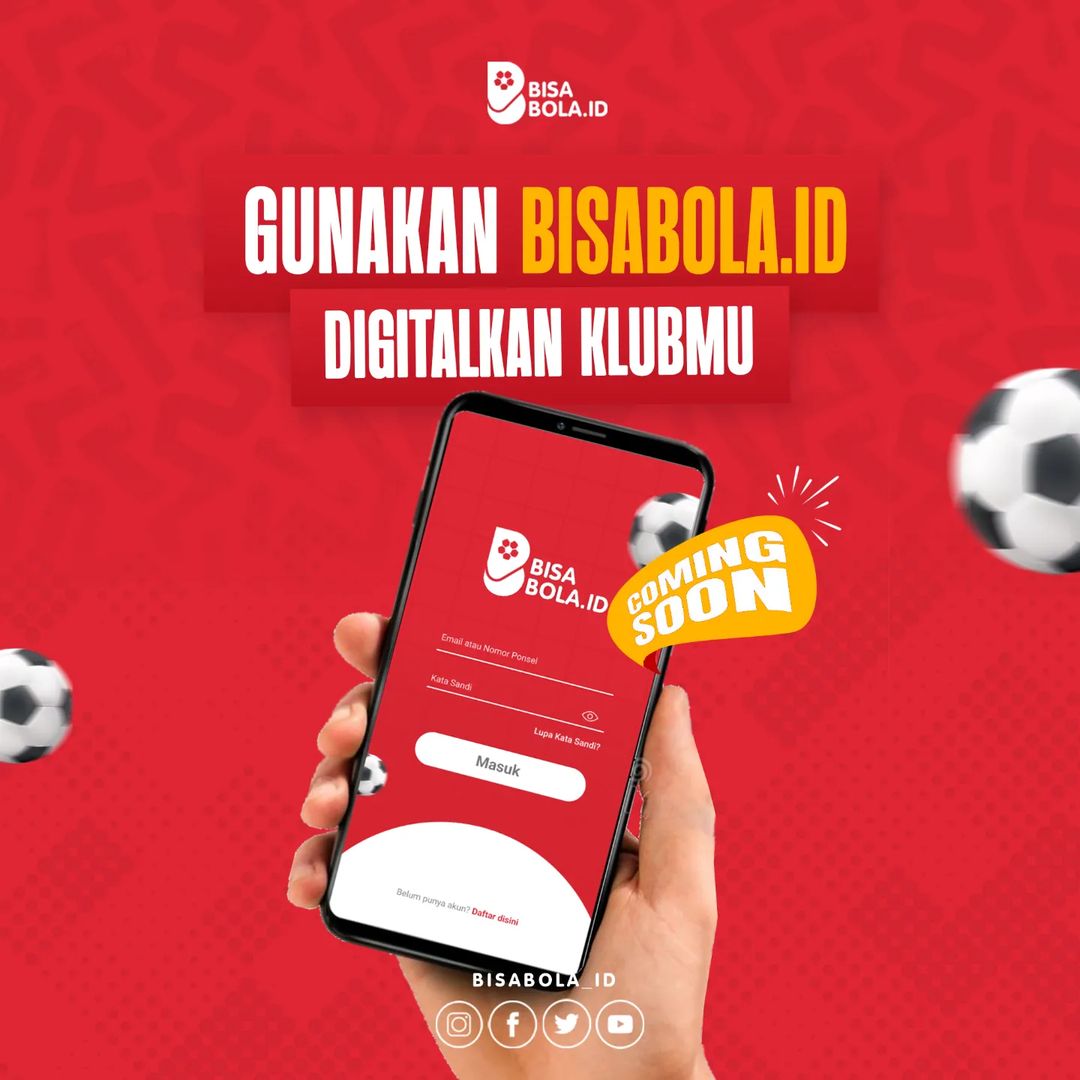 BISA
BOLA.ID
GUNAKAN BISABOLA.ID
DIGITALKAN KLUBMU
COMING
SOON
BISA
BOLA.ID
Email atau Nomor Ponsel
Kata Sandi
Lupa Kata Sandi?
Masuk
Belum punya akun? Daftar disini
BISABOLA_ID